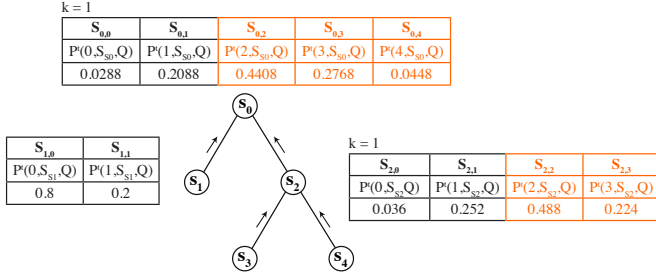 k = 1
S0,0 S0,1 S0,2 S0,3 S0,4
Pt(0,SS0,Q) Pt(1,SS0,Q) Pt(2,SS0,Q) Pt(3,SS0,Q) Pt(4,SS0,Q)
0.0288 0.2088 0.4408 0.2768 0.0448
s0
S1,0 S1,1
Pt(0,SS1,Q) Pt(1,SS1,Q)
0.8 0.2
s1
s2
k = 1
S2,0 S2,1 S2,2 S2,3
Pt(0,SS2,Q) Pt(1,SS2,Q) Pt(2,SS2,Q) Pt(3,SS2,Q)
0.036 0.252 0.488 0.224
s3
s4